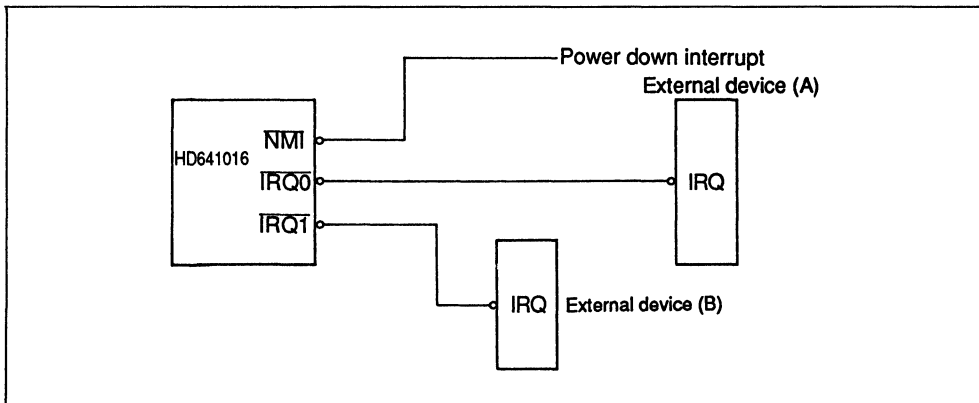 Power down interrupt
External device (A)
HD641016
NMI
IRQ0
IRQ
IRQ1
IRQ
External device (B)